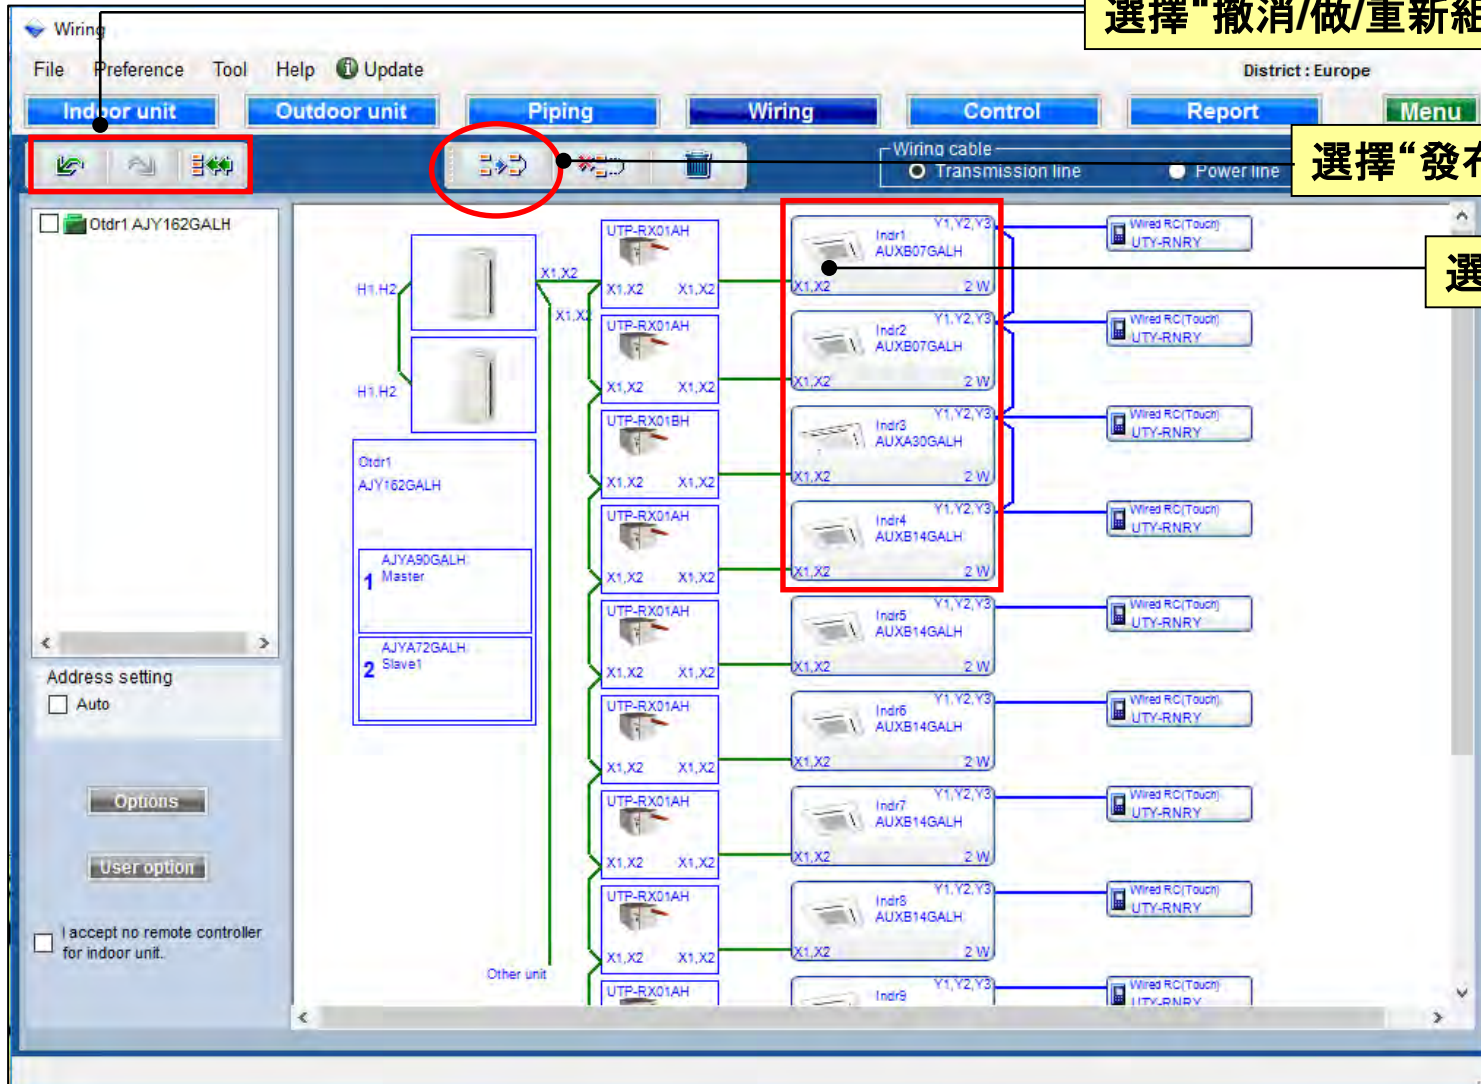 選擇"撤消/做/重新組
Wiring
File Preference Tool Help Update
District : Europe
Indoor unit Outdoor unit Piping Wiring Control Report Menu
Wiring cable
Transmission line Power line
選擇“發布
選
Otdr1 AJY162GALH
Address setting
Auto
Options
User option
I accept no remote controller
for indoor unit.
H1,H2
X1,X2
X1,X2
H1,H2
Otdr1
AJY162GALH
AJYA90GALH
1 Master
AJYA72GALH
2 Slave1
Other unit
UTP-RX01AH
X1,X2 X1,X2
Indr1 Y1,Y2,Y3
AUXB07GALH
X1,X2 2 W
Wired RC(Touch)
UTY-RNRY
UTP-RX01AH
X1,X2 X1,X2
Indr2 Y1,Y2,Y3
AUXB07GALH
X1,X2 2 W
Wired RC(Touch)
UTY-RNRY
UTP-RX01BH
X1,X2 X1,X2
Indr3 Y1,Y2,Y3
AUXA30GALH
X1,X2 2 W
Wired RC(Touch)
UTY-RNRY
UTP-RX01AH
X1,X2 X1,X2
Indr4 Y1,Y2,Y3
AUXB14GALH
X1,X2 2 W
Wired RC(Touch)
UTY-RNRY
UTP-RX01AH
X1,X2 X1,X2
Indr5 Y1,Y2,Y3
AUXB14GALH
X1,X2 2 W
Wired RC(Touch)
UTY-RNRY
UTP-RX01AH
X1,X2 X1,X2
Indr6 Y1,Y2,Y3
AUXB14GALH
X1,X2 2 W
Wired RC(Touch)
UTY-RNRY
UTP-RX01AH
X1,X2 X1,X2
Indr7 Y1,Y2,Y3
AUXB14GALH
X1,X2 2 W
Wired RC(Touch)
UTY-RNRY
UTP-RX01AH
X1,X2 X1,X2
Indr8 Y1,Y2,Y3
AUXB14GALH
X1,X2 2 W
Wired RC(Touch)
UTY-RNRY
UTP-RX01AH
Indr9 Y1,Y2,Y3
Wired RC(Touch)
UTY-RNRY